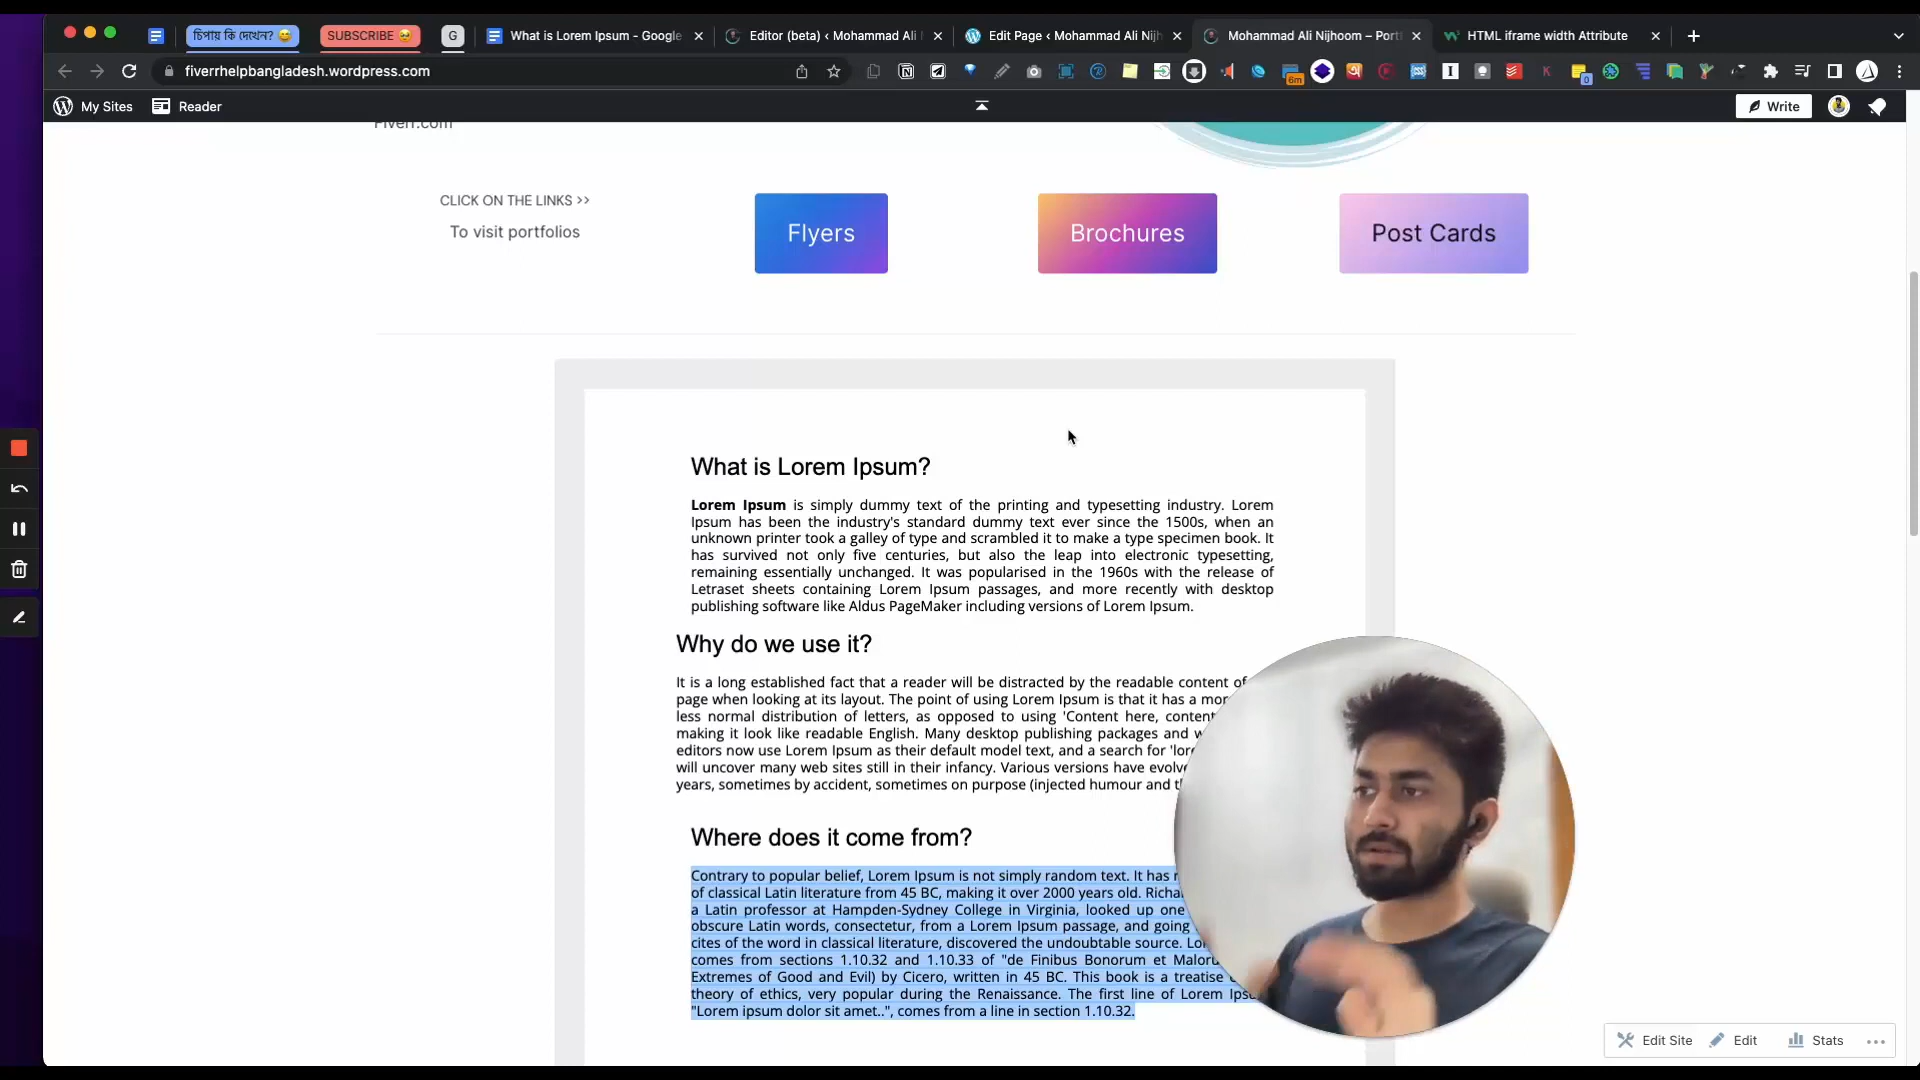 চিপায় কি দেখেন? 😅
SUBSCRIBE 🥹
G
What is Lorem Ipsum - Google
Editor (beta) ‹ Mohammad Ali
Edit Page ‹ Mohammad Ali Nijh
Mohammad Ali Nijhoom – Port
HTML iframe width Attribute
fiverrhelpbangladesh.wordpress.com
6m
0
My Sites
Reader
Write
Fiverr.com
CLICK ON THE LINKS >>
To visit portfolios
Flyers
Brochures
Post Cards
What is Lorem Ipsum?
Lorem Ipsum is simply dummy text of the printing and typesetting industry. Lorem
Ipsum has been the industry's standard dummy text ever since the 1500s, when an
unknown printer took a galley of type and scrambled it to make a type specimen book. It
has survived not only five centuries, but also the leap into electronic typesetting,
remaining essentially unchanged. It was popularised in the 1960s with the release of
Letraset sheets containing Lorem Ipsum passages, and more recently with desktop
publishing software like Aldus PageMaker including versions of Lorem Ipsum.
Why do we use it?
It is a long established fact that a reader will be distracted by the readable content of
page when looking at its layout. The point of using Lorem Ipsum is that it has a
less normal distribution of letters, as opposed to using 'Content here,
making it look like readable English. Many desktop publishing packages and
editors now use Lorem Ipsum as their default model text, and a search for
will uncover many web sites still in their infancy. Various versions have
years, sometimes by accident, sometimes on purpose (injected humour and
Where does it come from?
Contrary to popular belief, Lorem Ipsum is not simply random text. It has
of classical Latin literature from 45 BC, making it over 2000 years old.
a Latin professor at Hampden-Sydney College in Virginia, looked up one
obscure Latin words, consectetur, from a Lorem Ipsum passage, and going
cites of the word in classical literature, discovered the undoubtable source.
comes from sections 1.10.32 and 1.10.33 of "de Finibus Bonorum et
Extremes of Good and Evil) by Cicero, written in 45 BC. This book is a treatise
theory of ethics, very popular during the Renaissance. The first line of Lorem
"Lorem ipsum dolor sit amet..", comes from a line in section 1.10.32.
Edit Site
Edit
Stats